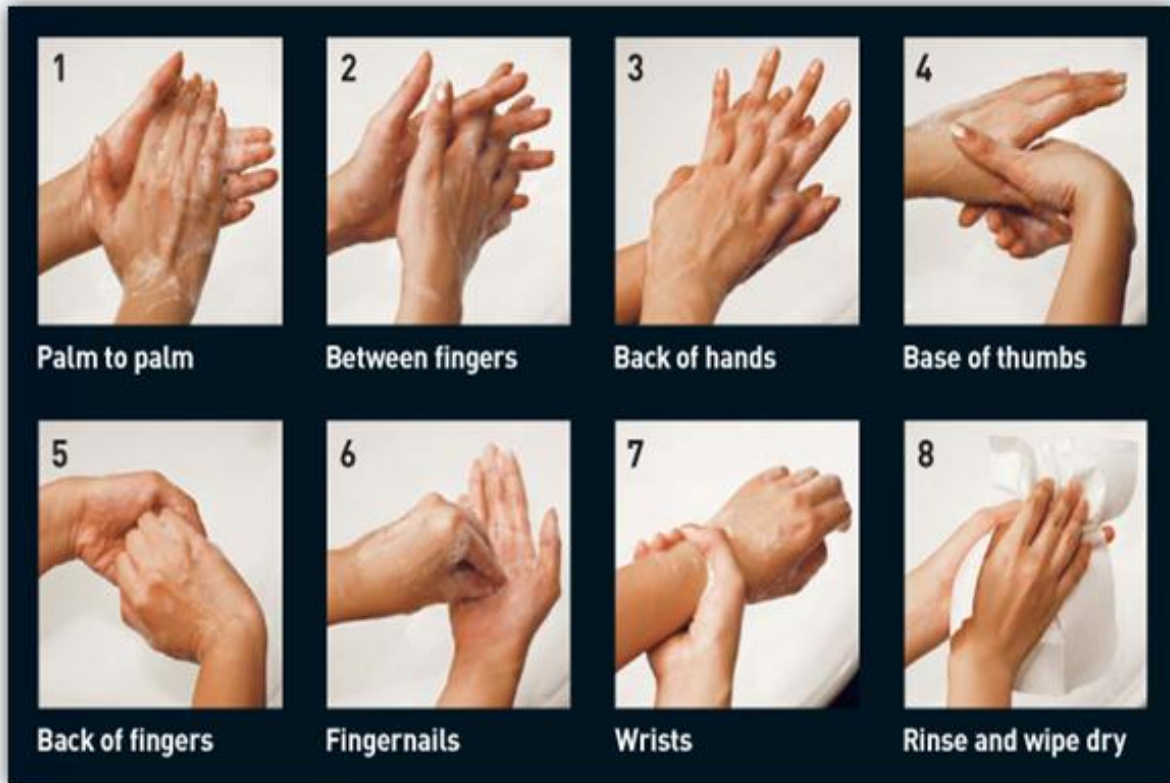 1
2
3
4
Palm to palm
Between fingers
Back of hands
Base of thumbs
5
6
7
8
Back of fingers
Fingernails
Wrists
Rinse and wipe dry